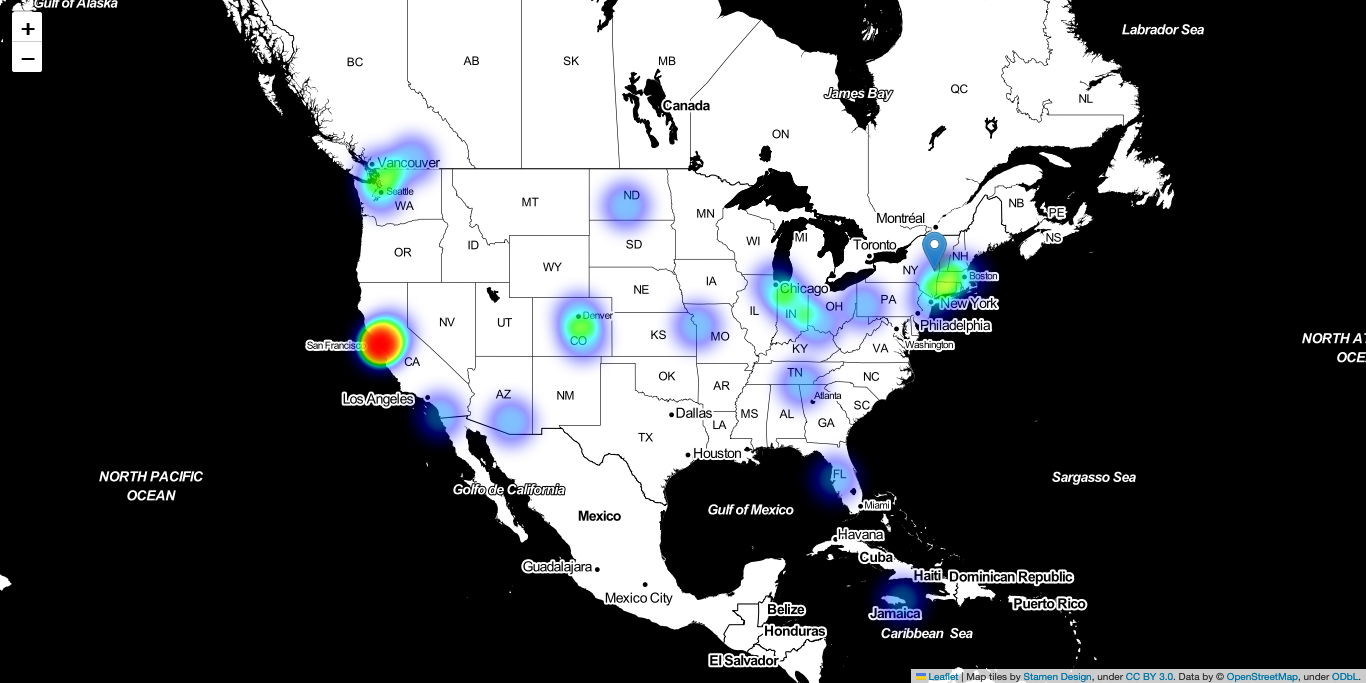 Gulf of Alaska
+
−
Labrador Sea
BC
AB
SK
MB
QC
James Bay
NL
Canada
ON
Vancouver
Seattle
WA
ND
MT
MN
NB
PE
Montréal
NS
OR
ID
SD
WI
MI
Toronto
NH
WY
NY
Boston
IA
NE
Chicago
OH
PA
New York
Denver
IL
IN
NV
UT
CO
KS
MO
Philadelphia
San Francisco
Washington
KY
VA
NORTH AT
OCE
CA
OK
TN
NC
AR
AZ
NM
Atlanta
Los Angeles
SC
Dallas
MS
AL
GA
LA
TX
Houston
NORTH PACIFIC
OCEAN
FL
Sargasso Sea
Golfo de California
Miami
Gulf of Mexico
Mexico
Havana
Cuba
Guadalajara
Haiti
Dominican Republic
Mexico City
Puerto Rico
Belize
Jamaica
Honduras
Caribbean Sea
El Salvador
Leaflet | Map tiles by Stamen Design, under CC BY 3.0. Data by © OpenStreetMap, under ODbL.